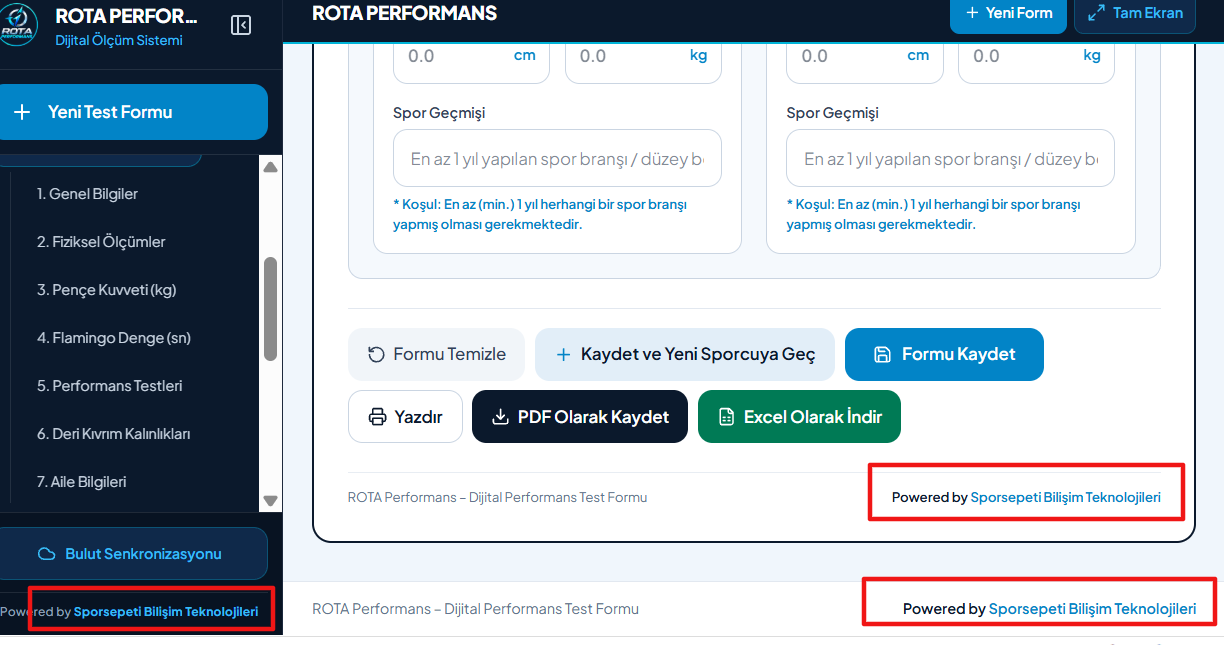 ROTA PERFOR...
Dijital Ölçüm Sistemi
Yeni Test Formu
1. Genel Bilgiler
2. Fiziksel Ölçümler
3. Pençe Kuvveti (kg)
4. Flamingo Denge (sn)
5. Performans Testleri
6. Deri Kıvrım Kalınlıkları
7. Aile Bilgileri
Bulut Senkronizasyonu
Powered by Sporsepeti Bilişim Teknolojileri
ROTA PERFORMANS
Yeni Form
Tam Ekran
0.0 cm 0.0 kg
0.0 cm 0.0 kg
Spor Geçmişi
En az 1 yıl yapılan spor branşı / düzey
* Koşul: En az (min.) 1 yıl herhangi bir spor branşı
yapmış olması gerekmektedir.
Spor Geçmişi
En az 1 yıl yapılan spor branşı / düzey
* Koşul: En az (min.) 1 yıl herhangi bir spor branşı
yapmış olması gerekmektedir.
Formu Temizle
+ Kaydet ve Yeni Sporcuya Geç
Formu Kaydet
Yazdır
PDF Olarak Kaydet
Excel Olarak İndir
ROTA Performans – Dijital Performans Test Formu
Powered by Sporsepeti Bilişim Teknolojileri
ROTA Performans – Dijital Performans Test Formu
Powered by Sporsepeti Bilişim Teknolojileri